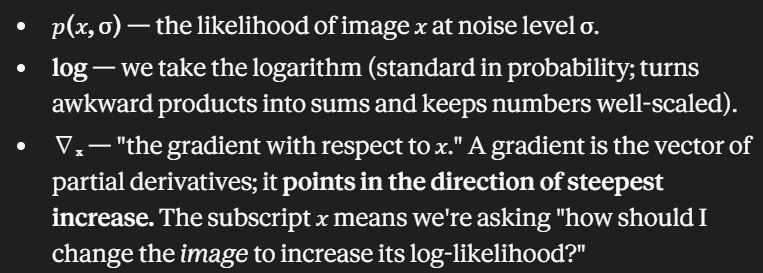 • p(x, σ) — the likelihood of image x at noise level σ.
• log — we take the logarithm (standard in probability; turns
awkward products into sums and keeps numbers well-scaled).
• ∇ₓ — "the gradient with respect to x." A gradient is the vector of
partial derivatives; it points in the direction of steepest
increase. The subscript x means we're asking "how should I
change the image to increase its log-likelihood?"